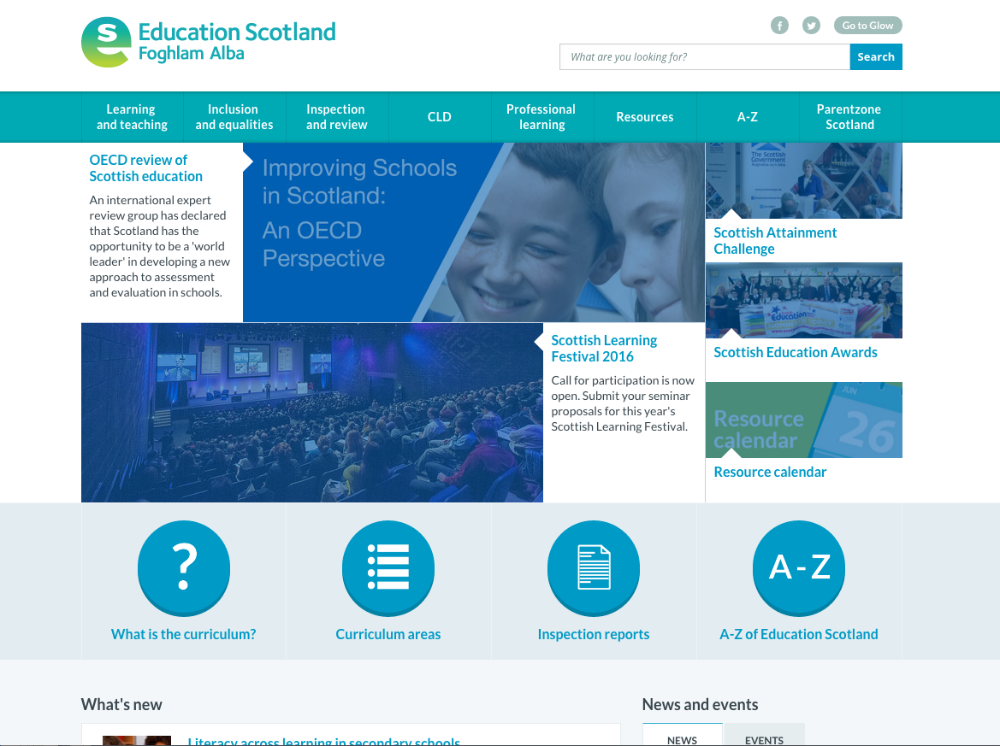 Education Scotland
Foghlam Alba
Go to Glow
What are you looking for?
Search
Learning
and teaching
Inclusion
and equalities
Inspection
and review
CLD
Professional
learning
Resources
A-Z
Parentzone
Scotland
OECD review of
Scottish education
An international expert
review group has declared
that Scotland has the
opportunity to be a 'world
leader' in developing a new
approach to assessment
and evaluation in schools.
Improving Schools
in Scotland:
An OECD
Perspective
The Scottish
Government
Scottish Attainment
Challenge
Education
Scottish Education Awards
Scottish Learning
Festival 2016
Call for participation is now
open. Submit your seminar
proposals for this year's
Scottish Learning Festival.
Resource
calendar
JUN
26
Resource calendar
What is the curriculum?
Curriculum areas
Inspection reports
A-Z
A-Z of Education Scotland
What's new
Literacy across learning in secondary schools
News and events
NEWS
EVENTS